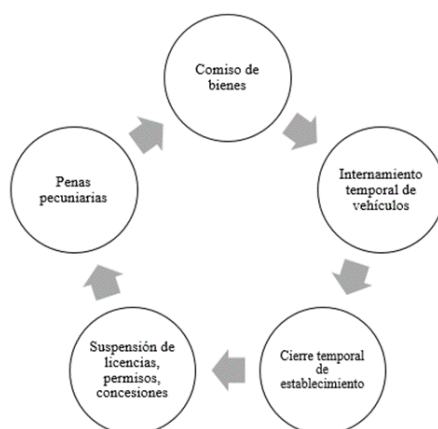 Comiso de
bienes
Internamiento
temporal de
vehículos
Cierre temporal
de
establecimiento
Suspensión de
licencias,
permisos,
concesiones
Penas
pecuniarias